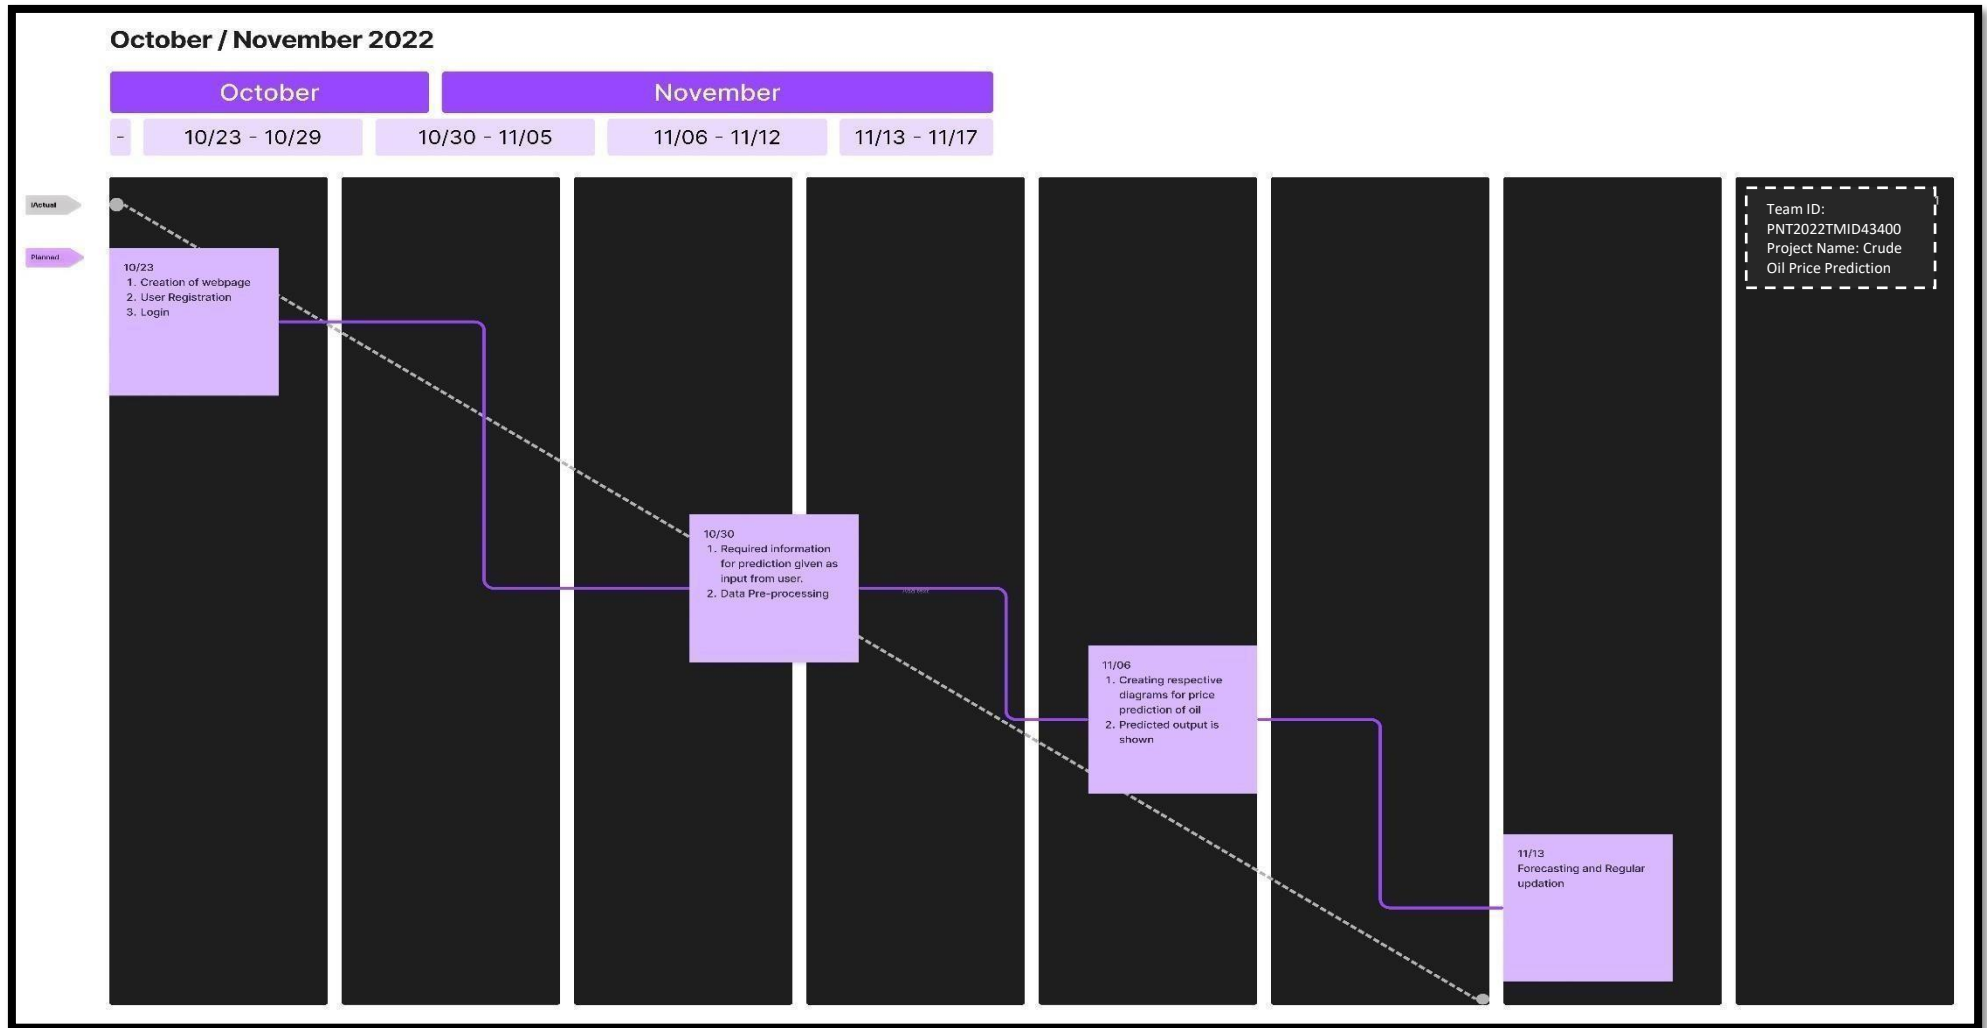 October / November 2022
October
November
-
10/23 - 10/29
10/30 - 11/05
11/06 - 11/12
11/13 - 11/17
IActual
Planned
Team ID:
PNT2022TMID43400
Project Name: Crude
Oil Price Prediction
10/23
1. Creation of webpage
2. User Registration
3. Login
10/30
1. Required information
for prediction given as
input from user.
2. Data Pre-processing
Add text
11/06
1. Creating respective
diagrams for price
prediction of oil
2. Predicted output is
shown
11/13
Forecasting and Regular
updation